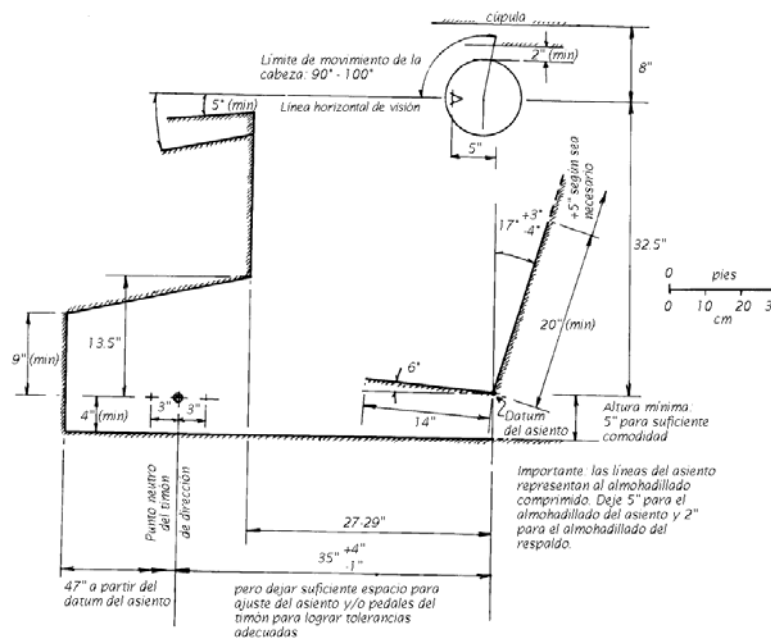 cúpula
Límite de movimiento de la
cabeza: 90° - 100°
2" (min)
8"
5° (min)
Línea horizontal de visión
A
5"
+5" según sea
necesario
17° +3°
-4°
32.5"
20" (min)
0 pies
0 10 20 30
cm
13.5"
9" (min)
6°
3" 3"
4" (min)
14"
Datum
del asiento
Altura mínima:
5" para suficiente
comodidad
Importante: las líneas del asiento
representan al almohadillado
comprimido. Deje 5" para el
almohadillado del asiento y 2"
para el almohadillado del
respaldo.
Punto neutro
del timón
de dirección
27-29"
35" +4"
-1"
47" a partir del
datum del asiento
pero dejar suficiente espacio para
ajuste del asiento y/o pedales del
timón para lograr tolerancias
adecuadas